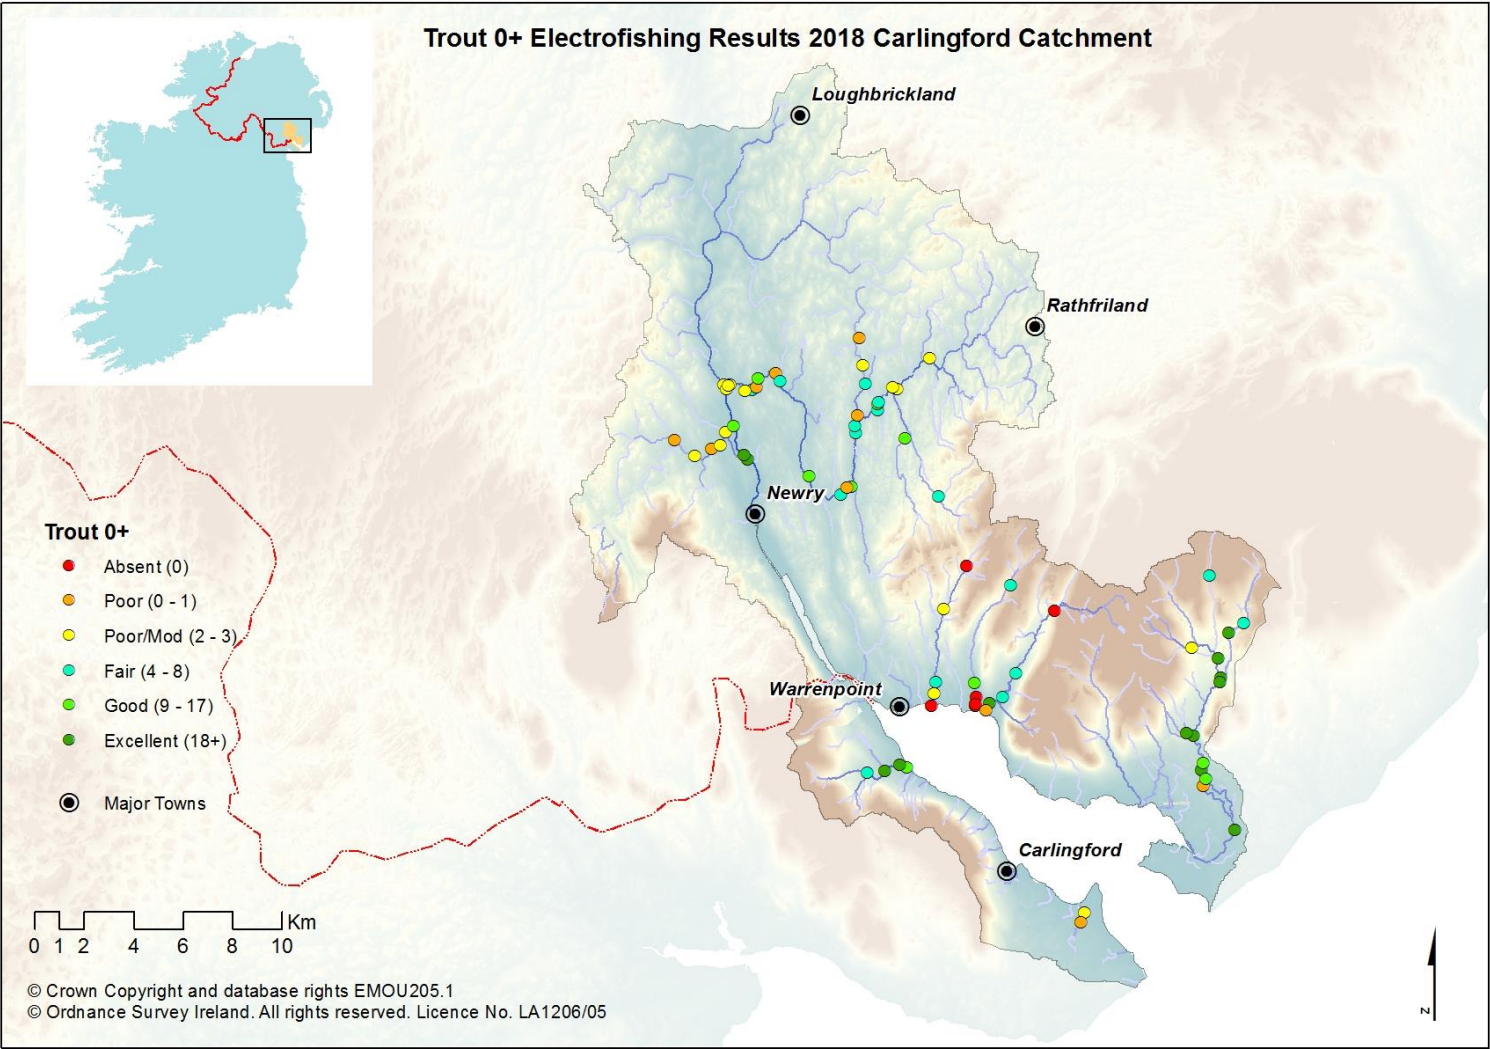 Trout 0+ Electrofishing Results 2018 Carlingford Catchment
Loughbrickland
Rathfriland
Newry
Warrenpoint
Carlingford
Trout 0+
Absent (0)
Poor (0 - 1)
Poor/Mod (2 - 3)
Fair (4 - 8)
Good (9 - 17)
Excellent (18+)
Major Towns
Km
0 1 2 4 6 8 10
© Crown Copyright and database rights EMOU205.1
© Ordnance Survey Ireland. All rights reserved. Licence No. LA1206/05
N